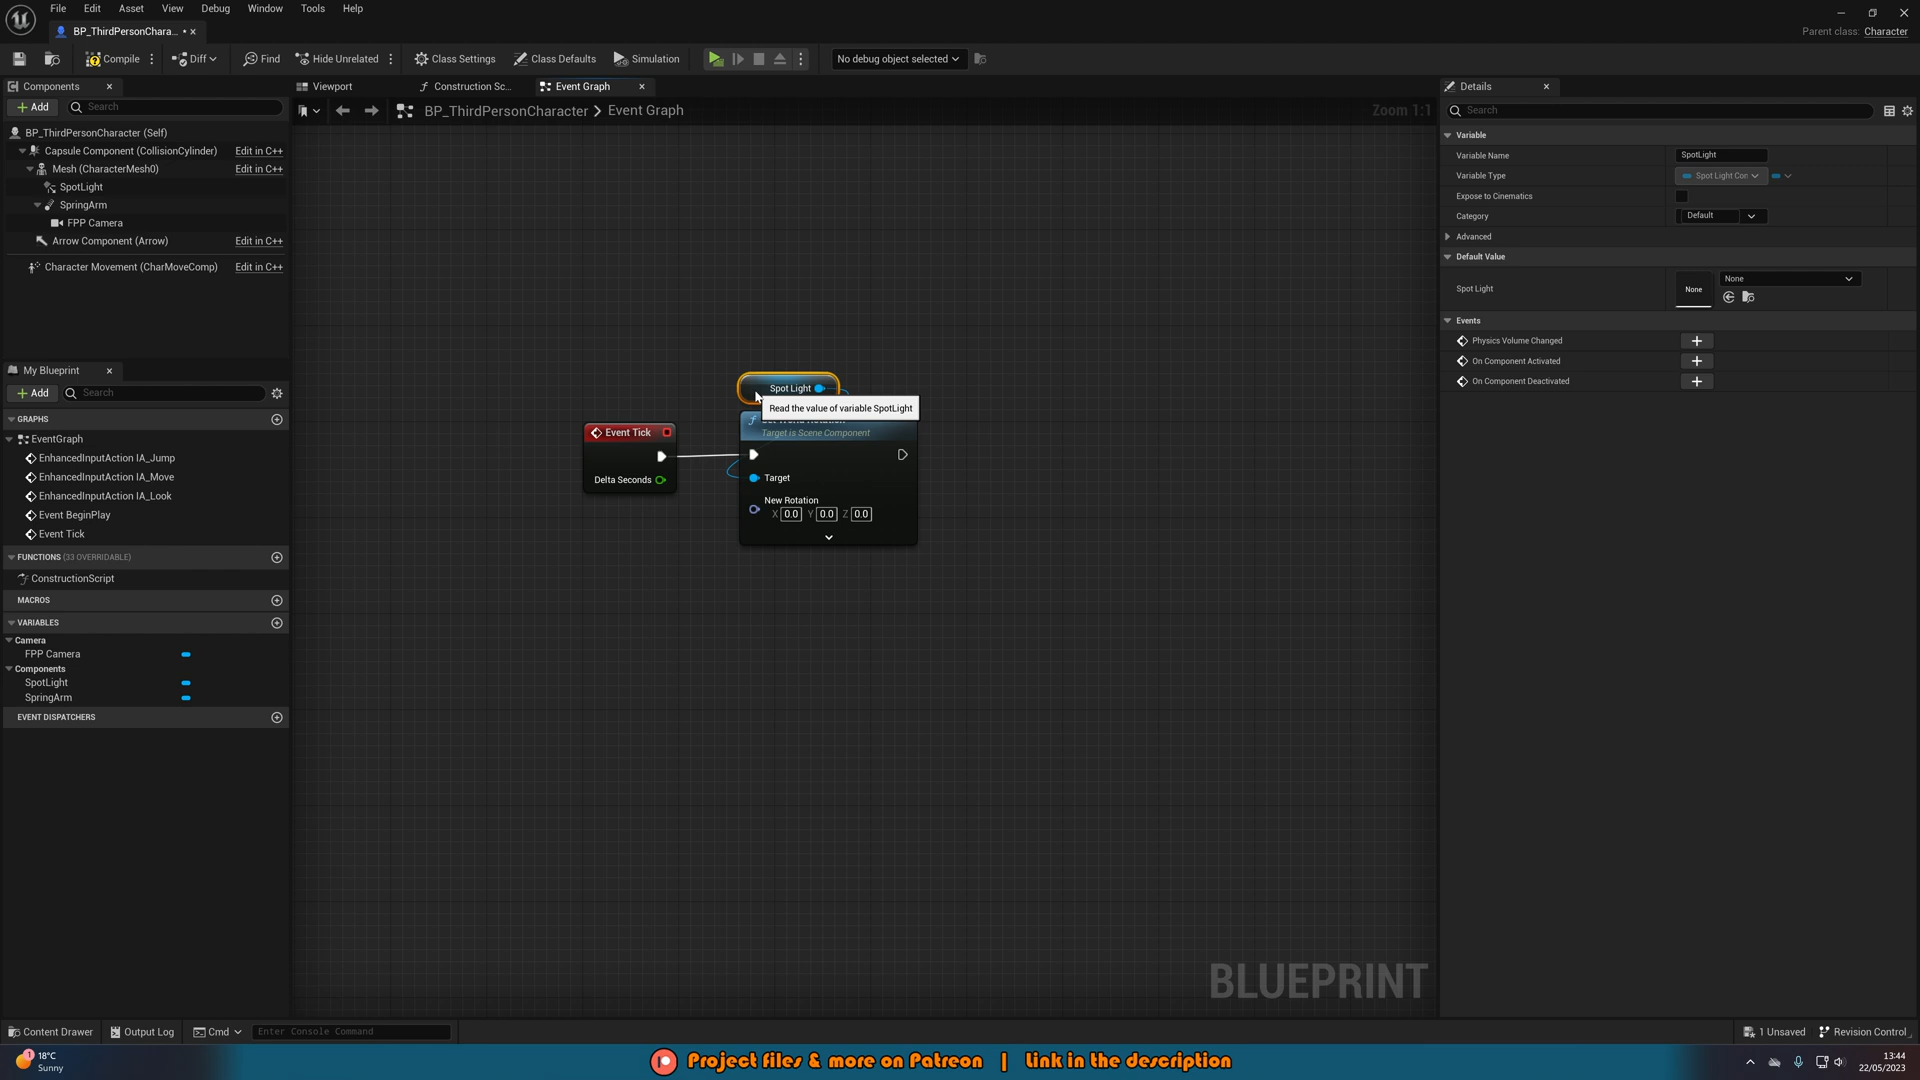 File Edit Asset View Debug Window Tools Help
BP_ThirdPersonChara... •
Parent class: Character
Compile Diff Find Hide Unrelated Class Settings Class Defaults Simulation No debug object selected
Components
Viewport
Construction Sc...
Event Graph
Details
Add Search
BP_ThirdPersonCharacter > Event Graph
Zoom 1:1
Search
BP_ThirdPersonCharacter (Self)
Capsule Component (CollisionCylinder) Edit in C++
Mesh (CharacterMesh0) Edit in C++
SpotLight
SpringArm
FPP Camera
Arrow Component (Arrow) Edit in C++
Character Movement (CharMoveComp) Edit in C++
My Blueprint
Add Search
GRAPHS
EventGraph
EnhancedInputAction IA_Jump
EnhancedInputAction IA_Move
EnhancedInputAction IA_Look
Event BeginPlay
Event Tick
FUNCTIONS (33 OVERRIDABLE)
ConstructionScript
MACROS
VARIABLES
Camera
FPP Camera
Components
SpotLight
SpringArm
EVENT DISPATCHERS
Spot Light
Read the value of variable SpotLight
Event Tick
Delta Seconds
Target is Scene Component
Target
New Rotation
X 0.0 Y 0.0 Z 0.0
BLUEPRINT
Variable
Variable Name SpotLight
Variable Type Spot Light Con
Expose to Cinematics
Category Default
Advanced
Default Value
Spot Light None None
Events
Physics Volume Changed
On Component Activated
On Component Deactivated
Content Drawer Output Log Cmd Enter Console Command
1 Unsaved Revision Control
1
18°C
Sunny
Project files & more on Patreon | Link in the description
13:44
22/05/2023